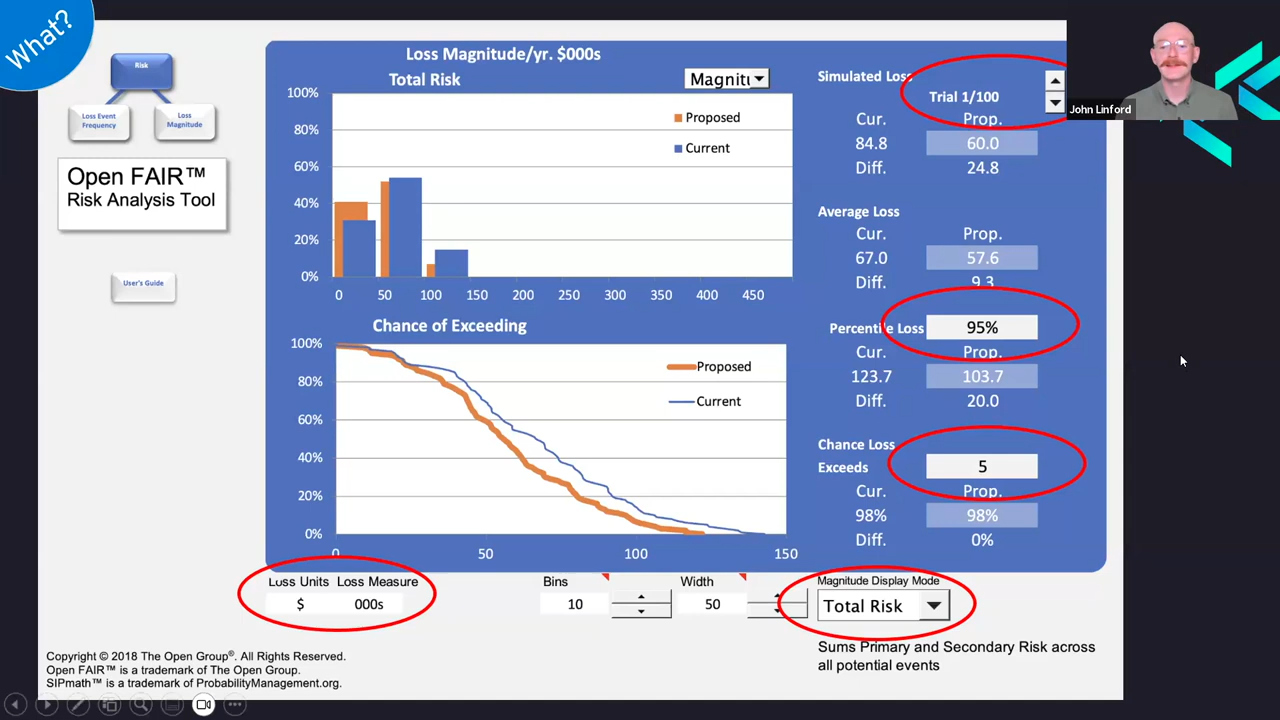 What?
Risk
Loss Event
Frequency
Loss
Magnitude
Open FAIR™
Risk Analysis Tool
User's Guide
Loss Magnitude/yr. $000s
Total Risk
Magnitu
100%
80%
60%
40%
20%
0%
Proposed
Current
0 50 100 150 200 250 300 350 400 450
Chance of Exceeding
100%
80%
60%
40%
20%
0%
Proposed
Current
0 50 100 150
Simulated Loss
Trial 1/100
Cur. Prop.
84.8 60.0
Diff. 24.8
Average Loss
Cur. Prop.
67.0 57.6
Diff. 9.3
Percentile Loss 95%
Cur. Prop.
123.7 103.7
Diff. 20.0
Chance Loss
Exceeds 5
Cur. Prop.
98% 98%
Diff. 0%
John Linford
Loss Units Loss Measure
$ 000s
Bins Width
10 50
Magnitude Display Mode
Total Risk
Sums Primary and Secondary Risk across
all potential events
Copyright © 2018 The Open Group®. All Rights Reserved.
Open FAIR™ is a trademark of The Open Group.
SIPmath™ is a trademark of ProbabilityManagement.org.